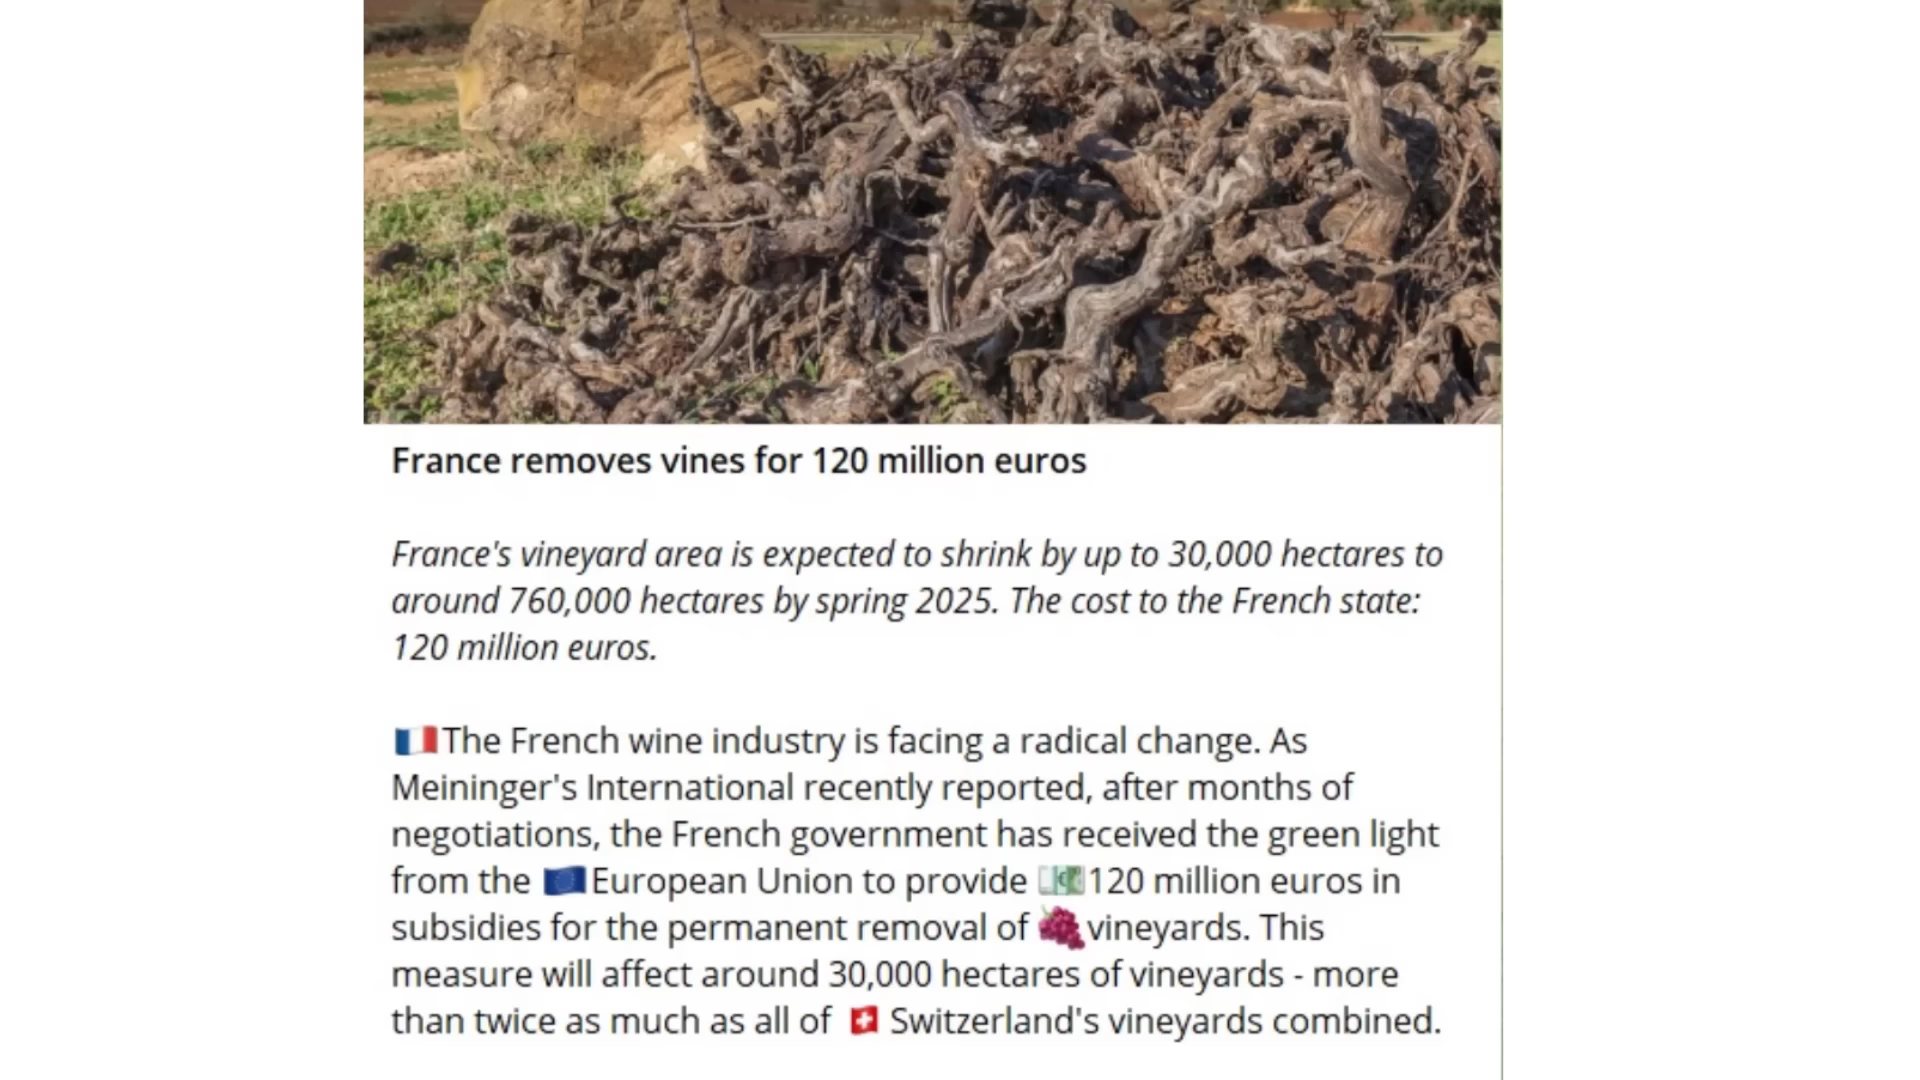 France removes vines for 120 million euros
France's vineyard area is expected to shrink by up to 30,000 hectares to
around 760,000 hectares by spring 2025. The cost to the French state:
120 million euros.
🇫🇷The French wine industry is facing a radical change. As
Meininger's International recently reported, after months of
negotiations, the French government has received the green light
from the 🇪🇺European Union to provide 💶120 million euros in
subsidies for the permanent removal of 🍇vineyards. This
measure will affect around 30,000 hectares of vineyards - more
than twice as much as all of 🇨🇭 Switzerland's vineyards combined.